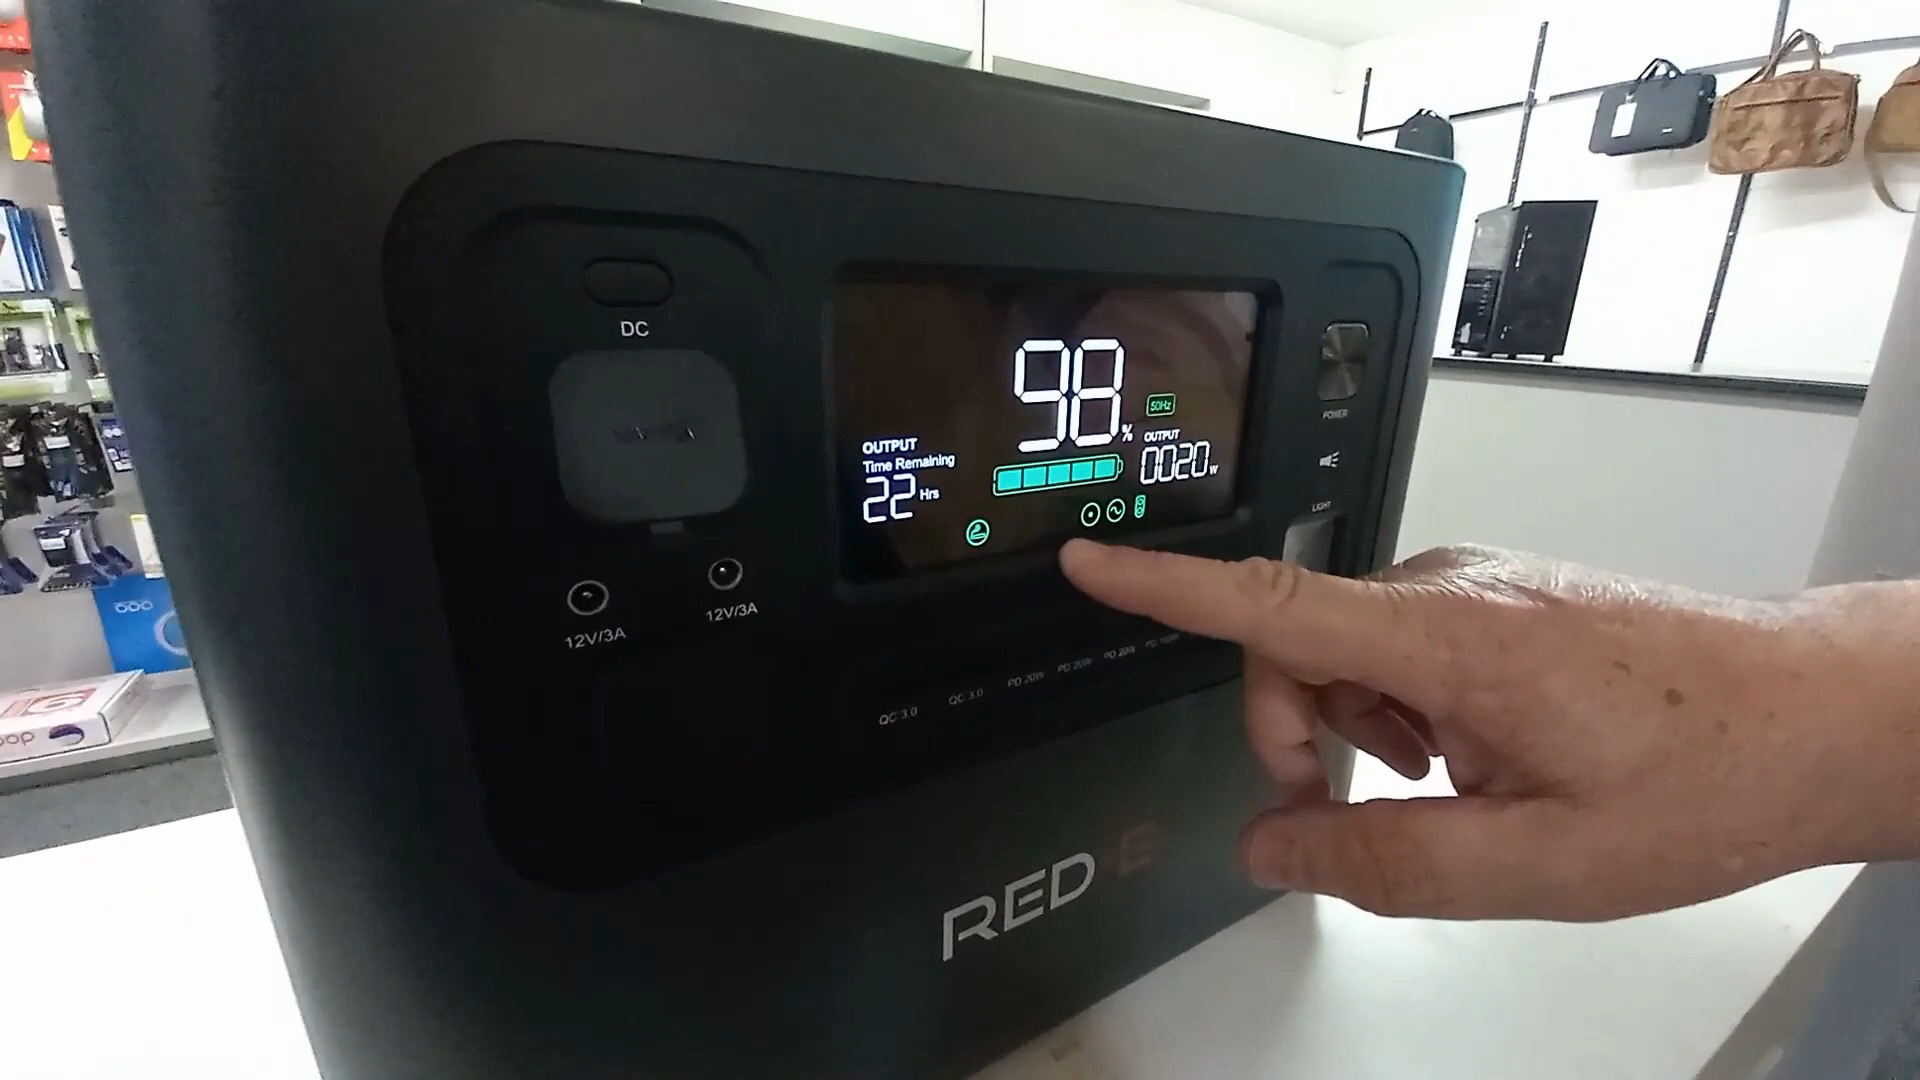 DC
12V/3A
12V/3A
98%
50Hz
OUTPUT
Time Remaining
22 Hrs
OUTPUT
0020 W
POWER
LIGHT
QC 3.0
QC 3.0
PD 20W
PD 20W
PD 20W
RED-E